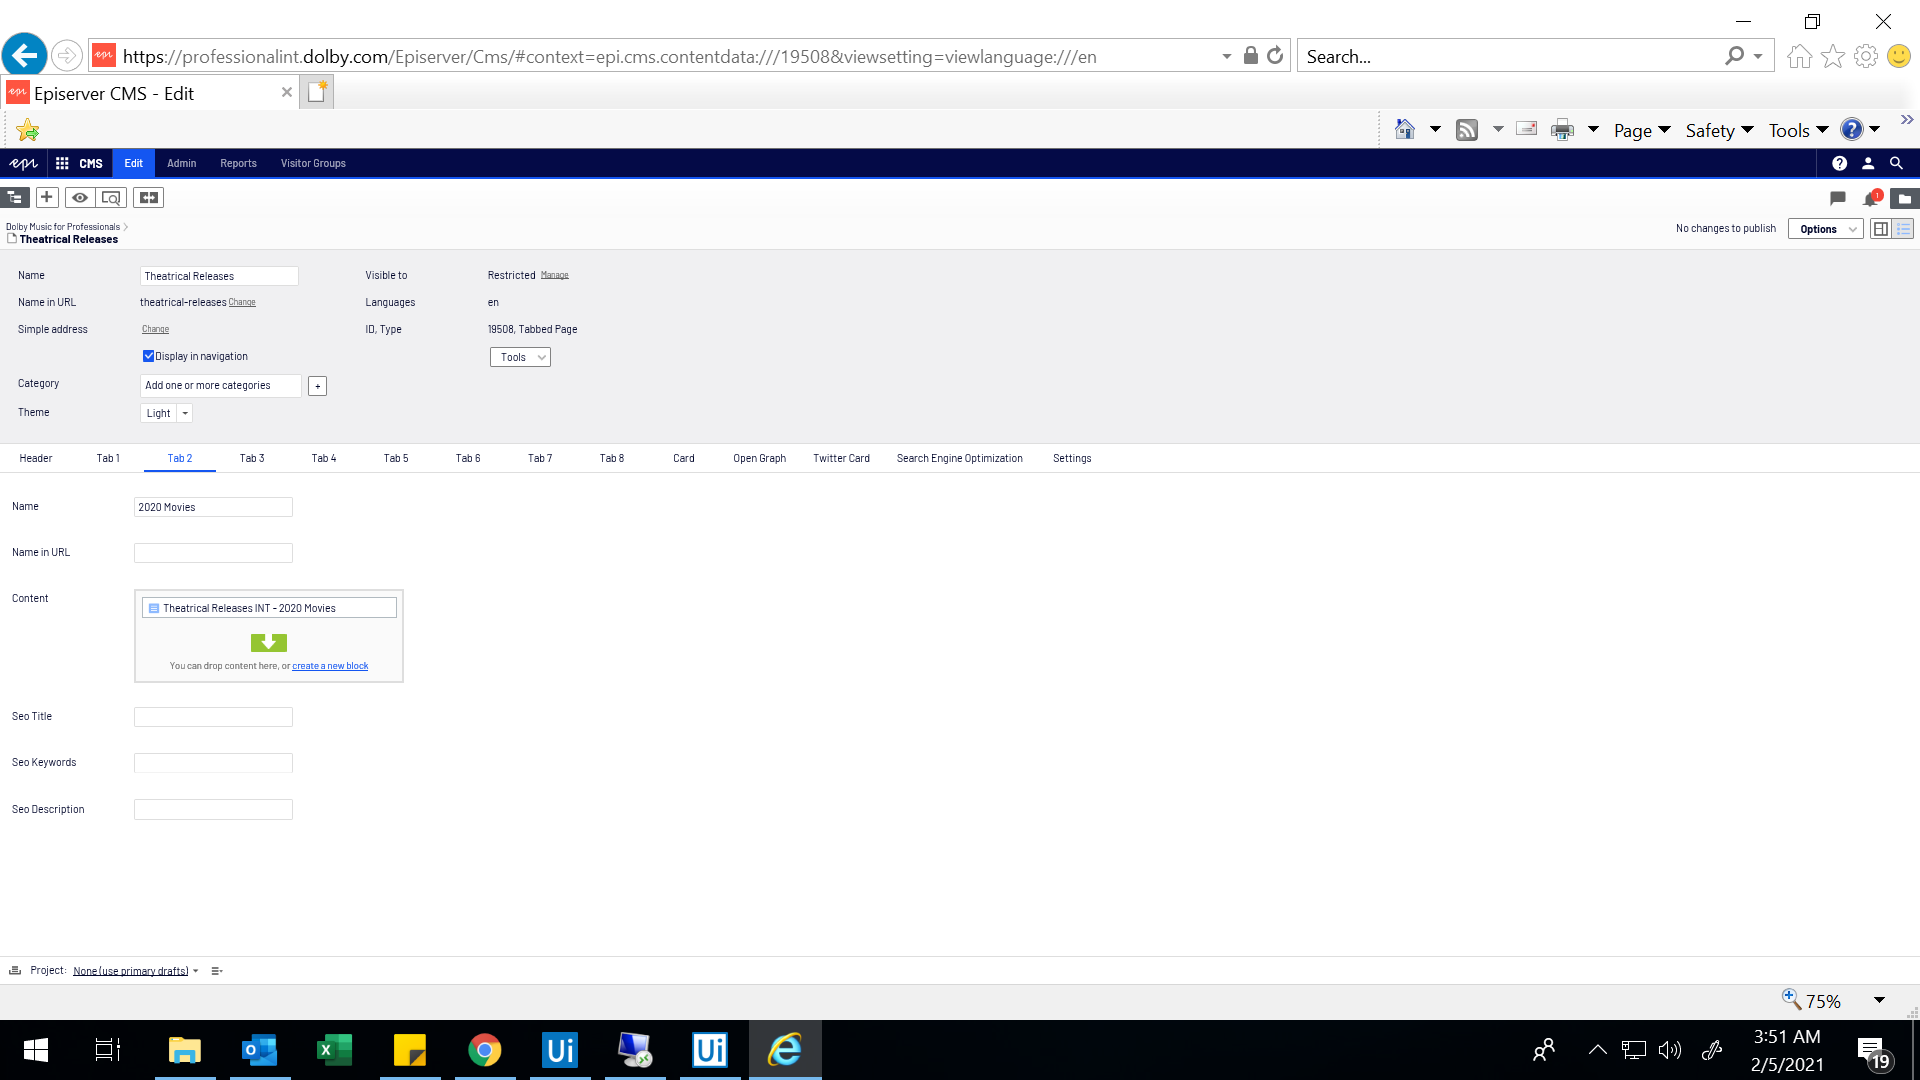 https://professionalint.dolby.com/Episerver/Cms/#context=epi.cms.contentdata:///19508&viewsetting=viewlanguage:///en
Search...
Episerver CMS - Edit
Page
Safety
Tools
epi
CMS
Edit
Admin
Reports
Visitor Groups
1
Dolby Music for Professionals
Theatrical Releases
No changes to publish
Options
Name
Theatrical Releases
Visible to
Restricted
Manage
Name in URL
theatrical-releases
Change
Languages
en
Simple address
Change
ID, Type
19508, Tabbed Page
Display in navigation
Tools
Category
Add one or more categories
+
Theme
Light
Header
Tab 1
Tab 2
Tab 3
Tab 4
Tab 5
Tab 6
Tab 7
Tab 8
Card
Open Graph
Twitter Card
Search Engine Optimization
Settings
Name
2020 Movies
Name in URL
Content
Theatrical Releases INT - 2020 Movies
You can drop content here, or create a new block
Seo Title
Seo Keywords
Seo Description
Project: None (use primary drafts)
75%
Ui
Ui
3:51 AM
2/5/2021
19